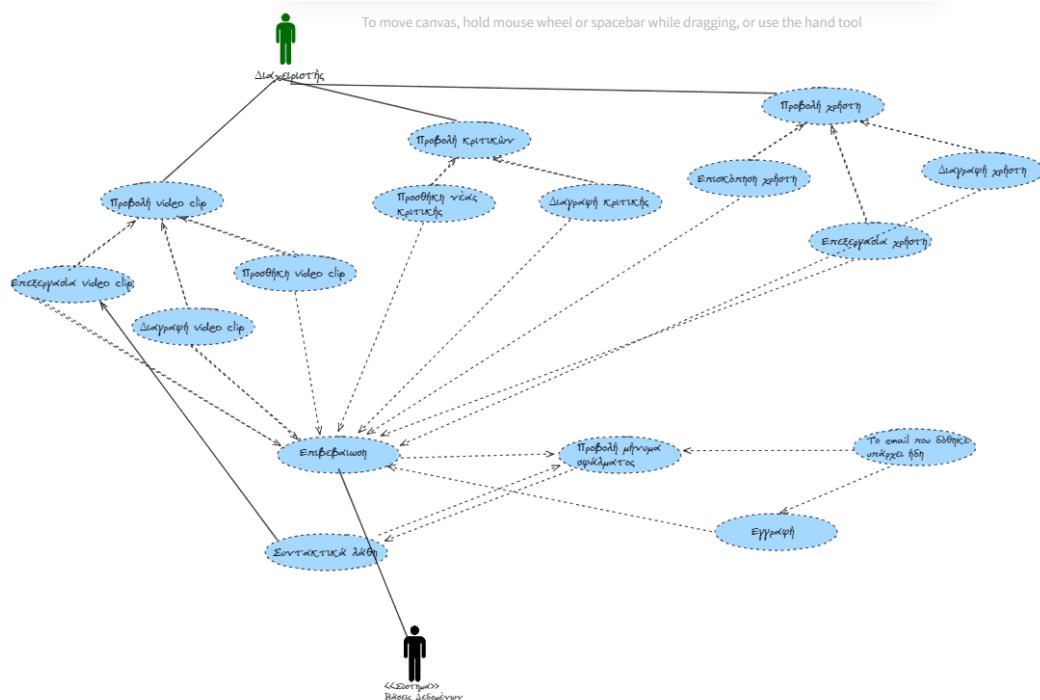 To move canvas, hold mouse wheel or spacebar while dragging, or use the hand tool
Διαχειριστής
Προβολή χρήστη
Προβολή κριτικών
Επισκόπηση χρήστη
Διαγραφή χρήστη
Προβολή video clip
Προσθήκη νέας
κριτικής
Διαγραφή κριτικής
Επεξεργασία χρήστη
Επεξεργασία video clip
Προσθήκη video clip
Διαγραφή video clip
Επιβεβαίωση
Προβολή μήνυμα
σφάλματος
Το email που δόθηκε
υπάρχει ήδη
Εγγραφή
Συντακτικά λάθη
<<Σύστημα>>
Βάσεις Δεδομένων